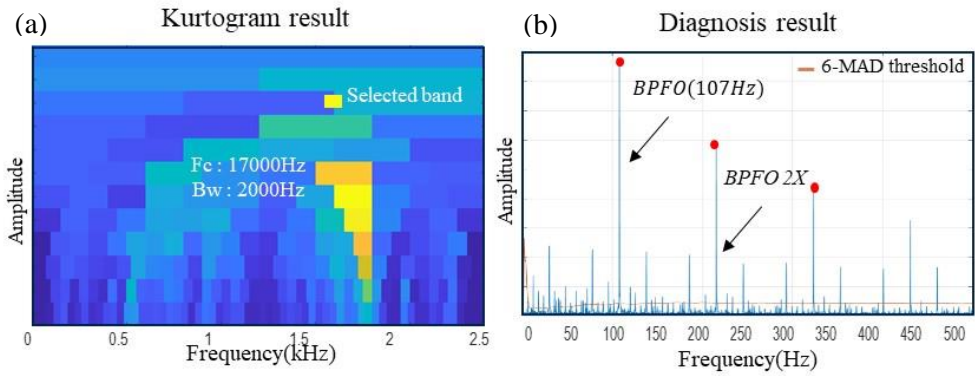 (a)
Kurtogram result
Amplitude
Selected band
Fc : 17000Hz
Bw : 2000Hz
0 0.5 1 1.5 2 2.5
Frequency(kHz)
(b)
Diagnosis result
Amplitude
6-MAD threshold
BPFO(107Hz)
BPFO 2X
0 50 100 150 200 250 300 350 400 450 500
Frequency(Hz)